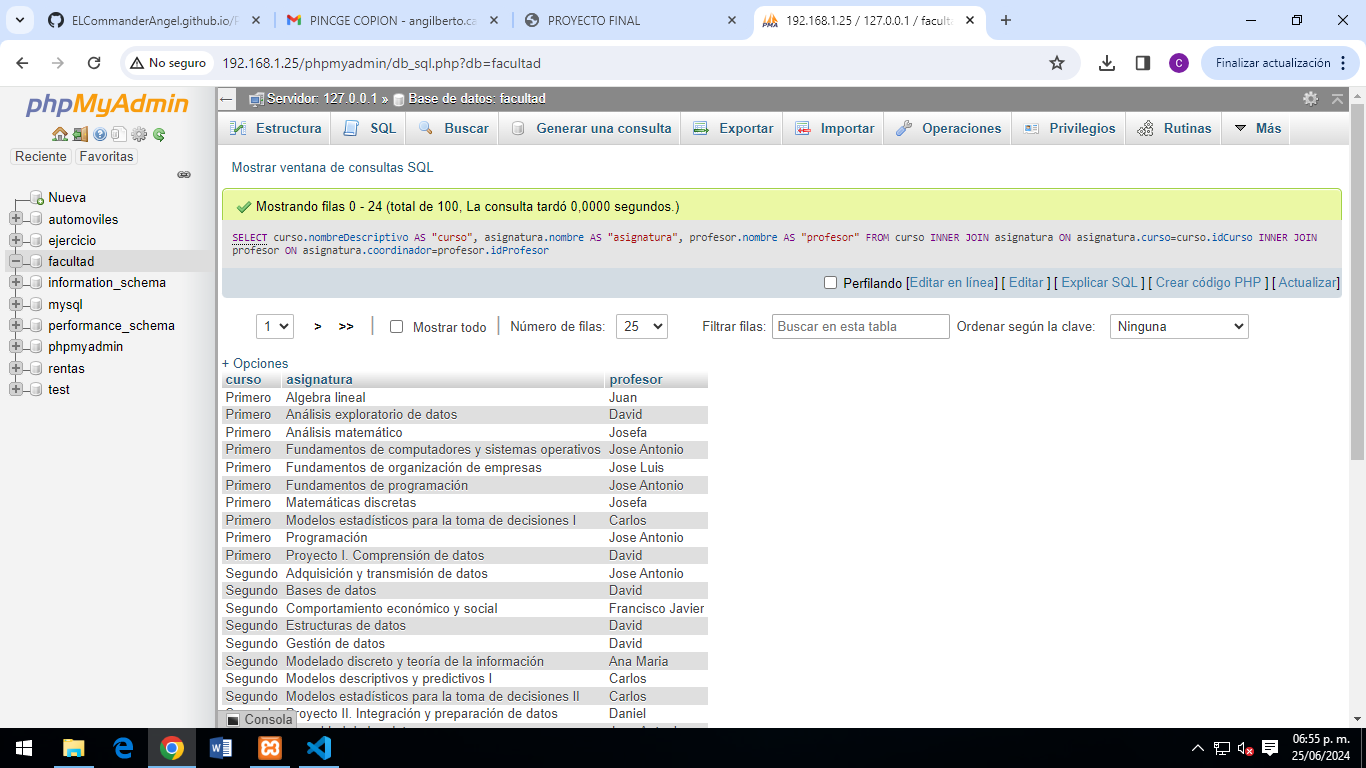 ELCommanderAngel.github.io/P
PINCGE COPION - angilberto.ca
PROYECTO FINAL
192.168.1.25 / 127.0.0.1 / faculta
No seguro
192.168.1.25/phpmyadmin/db_sql.php?db=facultad
C
Finalizar actualización
phpMyAdmin
Reciente
Favoritas
Nueva
automoviles
ejercicio
facultad
information_schema
mysql
performance_schema
phpmyadmin
rentas
test
Servidor: 127.0.0.1 » Base de datos: facultad
Estructura SQL Buscar Generar una consulta Exportar Importar Operaciones Privilegios Rutinas Más
Mostrar ventana de consultas SQL
Mostrando filas 0 - 24 (total de 100, La consulta tardó 0,0000 segundos.)
SELECT curso.nombreDescriptivo AS "curso", asignatura.nombre AS "asignatura", profesor.nombre AS "profesor" FROM curso INNER JOIN asignatura ON asignatura.curso=curso.idCurso INNER JOIN
profesor ON asignatura.coordinador=profesor.idProfesor
Perfilando [Editar en línea] [ Editar ] [ Explicar SQL ] [ Crear código PHP ] [ Actualizar]
1 > >> Mostrar todo Número de filas: 25 Filtrar filas: Buscar en esta tabla Ordenar según la clave: Ninguna
+ Opciones
curso asignatura profesor
Primero Algebra lineal Juan
Primero Análisis exploratorio de datos David
Primero Análisis matemático Josefa
Primero Fundamentos de computadores y sistemas operativos Jose Antonio
Primero Fundamentos de organización de empresas Jose Luis
Primero Fundamentos de programación Jose Antonio
Primero Matemáticas discretas Josefa
Primero Modelos estadísticos para la toma de decisiones I Carlos
Primero Programación Jose Antonio
Primero Proyecto I. Comprensión de datos David
Segundo Adquisición y transmisión de datos Jose Antonio
Segundo Bases de datos David
Segundo Comportamiento económico y social Francisco Javier
Segundo Estructuras de datos David
Segundo Gestión de datos David
Segundo Modelado discreto y teoría de la información Ana Maria
Segundo Modelos descriptivos y predictivos I Carlos
Segundo Modelos estadísticos para la toma de decisiones II Carlos
royecto II. Integración y preparación de datos Daniel
Consola
06:55 p. m.
25/06/2024